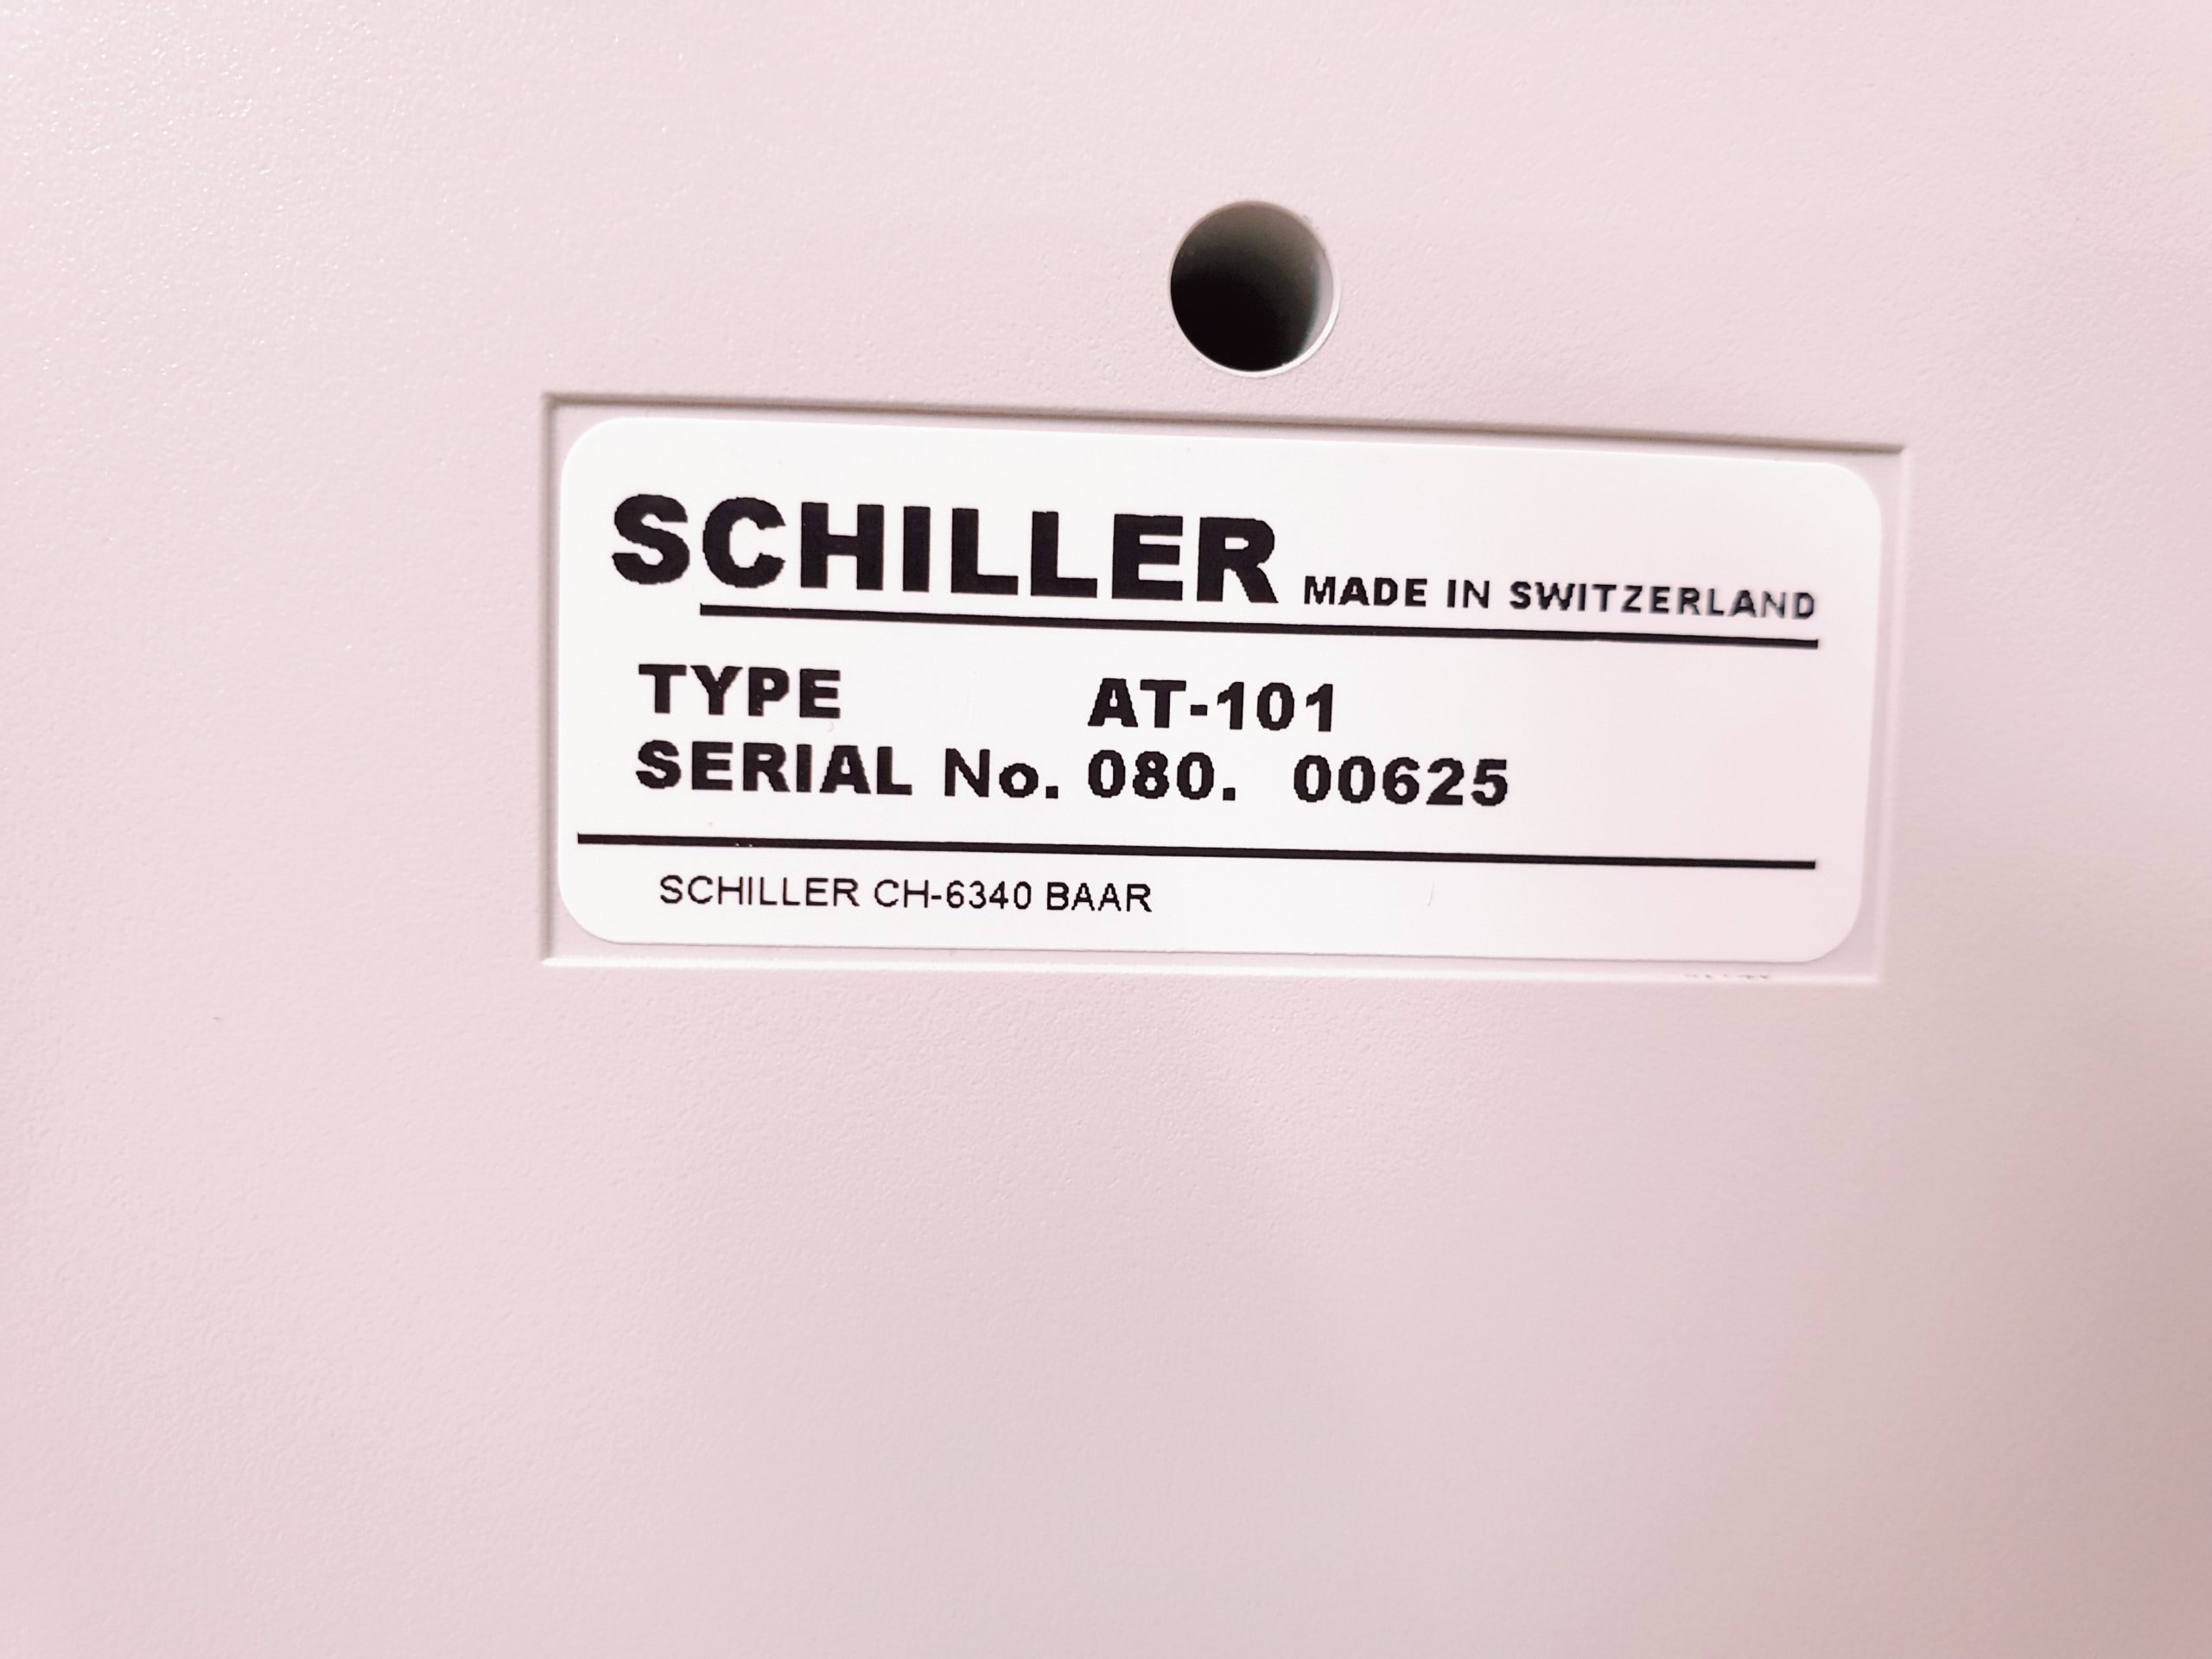 SCHILLER MADE IN SWITZERLAND
TYPE AT-101
SERIAL No. 080. 00625
SCHILLER CH-6340 BAAR